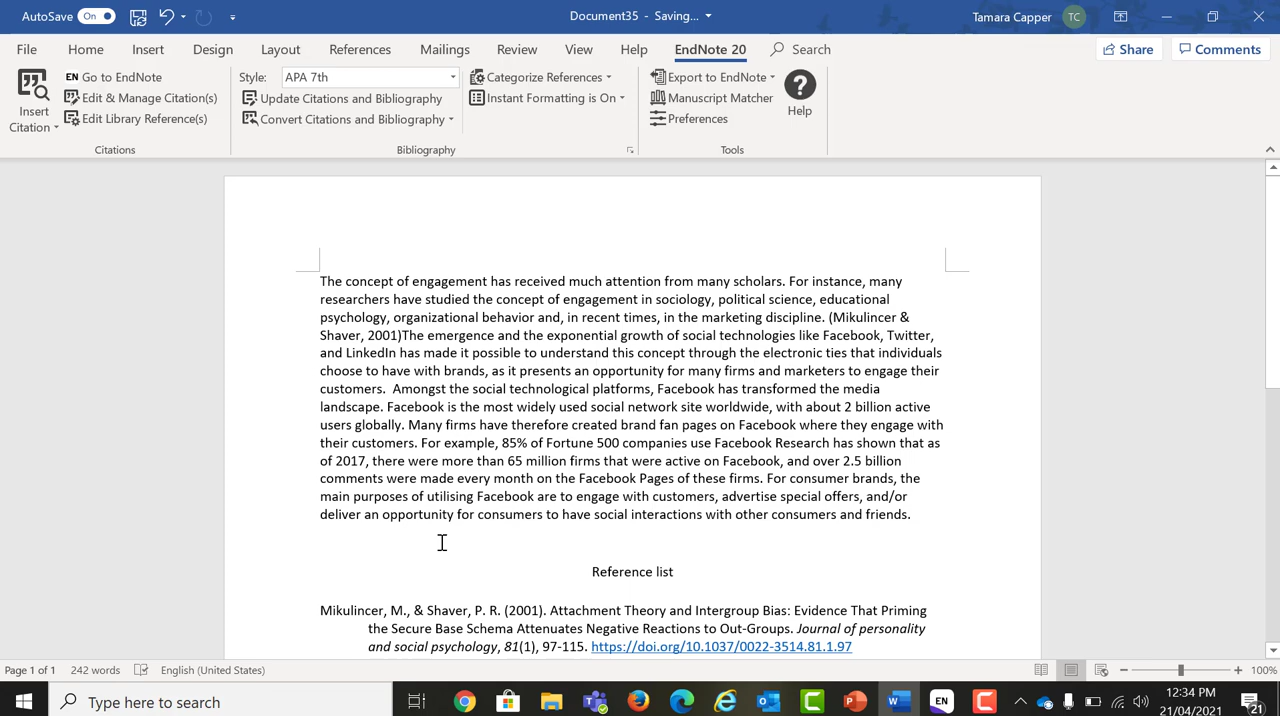 AutoSave On Document35 - Saving... Tamara Capper TC
File Home Insert Design Layout References Mailings Review View Help EndNote 20 Search Share Comments
Insert Citation
EN Go to EndNote
Edit & Manage Citation(s)
Edit Library Reference(s)
Citations
Style: APA 7th
Update Citations and Bibliography
Convert Citations and Bibliography
Categorize References
Instant Formatting is On
Bibliography
Export to EndNote
Manuscript Matcher
Preferences
Help
Tools
The concept of engagement has received much attention from many scholars. For instance, many
researchers have studied the concept of engagement in sociology, political science, educational
psychology, organizational behavior and, in recent times, in the marketing discipline. (Mikulincer &
Shaver, 2001)The emergence and the exponential growth of social technologies like Facebook, Twitter,
and LinkedIn has made it possible to understand this concept through the electronic ties that individuals
choose to have with brands, as it presents an opportunity for many firms and marketers to engage their
customers.  Amongst the social technological platforms, Facebook has transformed the media
landscape. Facebook is the most widely used social network site worldwide, with about 2 billion active
users globally. Many firms have therefore created brand fan pages on Facebook where they engage with
their customers. For example, 85% of Fortune 500 companies use Facebook Research has shown that as
of 2017, there were more than 65 million firms that were active on Facebook, and over 2.5 billion
comments were made every month on the Facebook Pages of these firms. For consumer brands, the
main purposes of utilising Facebook are to engage with customers, advertise special offers, and/or
deliver an opportunity for consumers to have social interactions with other consumers and friends.
Reference list
Mikulincer, M., & Shaver, P. R. (2001). Attachment Theory and Intergroup Bias: Evidence That Priming
the Secure Base Schema Attenuates Negative Reactions to Out-Groups. Journal of personality
and social psychology, 81(1), 97-115. https://doi.org/10.1037/0022-3514.81.1.97
Page 1 of 1 242 words English (United States) 100%
Type here to search
12:34 PM
21/04/2021
21